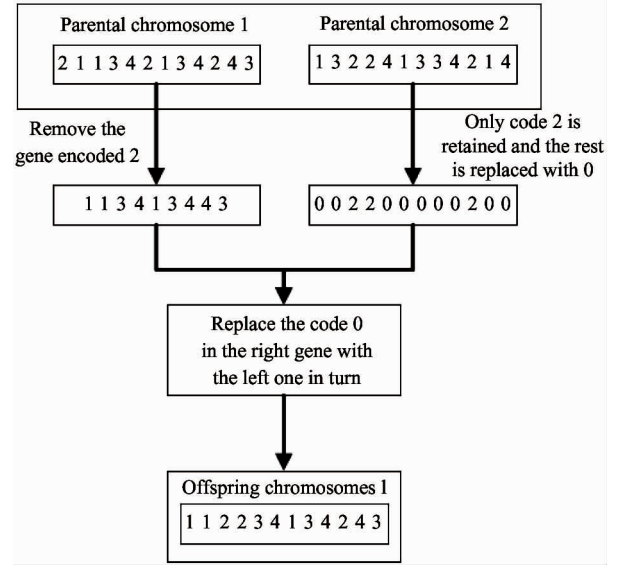 Parental chromosome 1
Parental chromosome 2
2 1 1 3 4 2 1 3 4 2 4 3
1 3 2 2 4 1 3 3 4 2 1 4
Remove the
gene encoded 2
Only code 2 is
retained and the rest
is replaced with 0
1 1 3 4 1 3 4 4 3
0 0 2 2 0 0 0 0 0 2 0 0
Replace the code 0
in the right gene with
the left one in turn
Offspring chromosomes 1
1 1 2 2 3 4 1 3 4 2 4 3